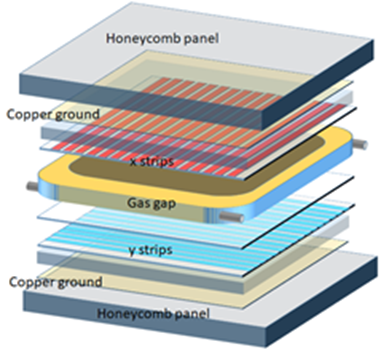 Honeycomb panel
Copper ground
x strips
Gas gap
y strips
Copper ground
Honeycomb panel